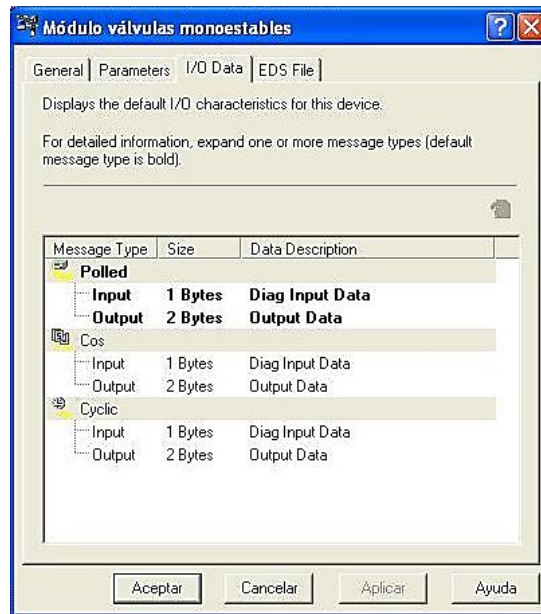 Módulo válvulas monoestables
General Parameters I/O Data EDS File
Displays the default I/O characteristics for this device.
For detailed information, expand one or more message types (default
message type is bold).
Message Type Size Data Description
Polled
Input 1 Bytes Diag Input Data
Output 2 Bytes Output Data
Cos
Input 1 Bytes Diag Input Data
Output 2 Bytes Output Data
Cyclic
Input 1 Bytes Diag Input Data
Output 2 Bytes Output Data
Aceptar Cancelar Aplicar Ayuda